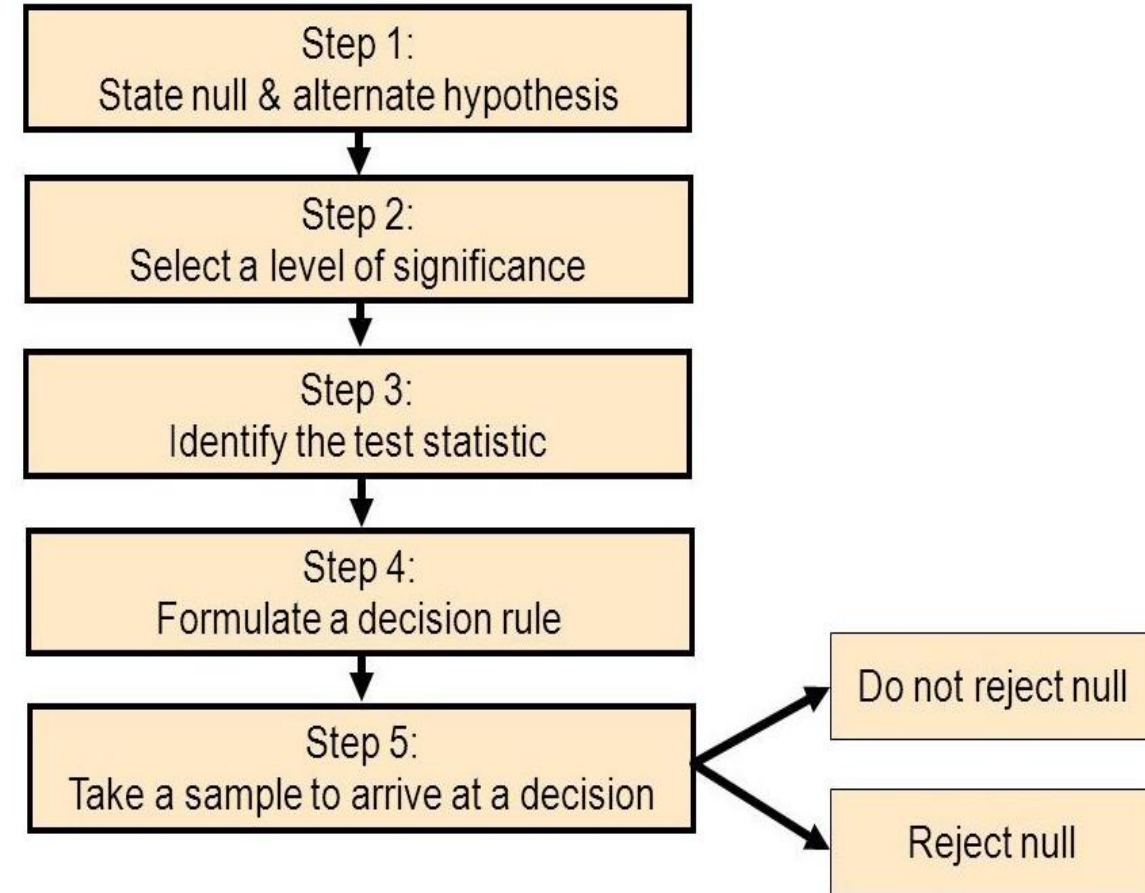 Step 1:
State null & alternate hypothesis
Step 2:
Select a level of significance
Step 3:
Identify the test statistic
Step 4:
Formulate a decision rule
Step 5:
Take a sample to arrive at a decision
Do not reject null
Reject null